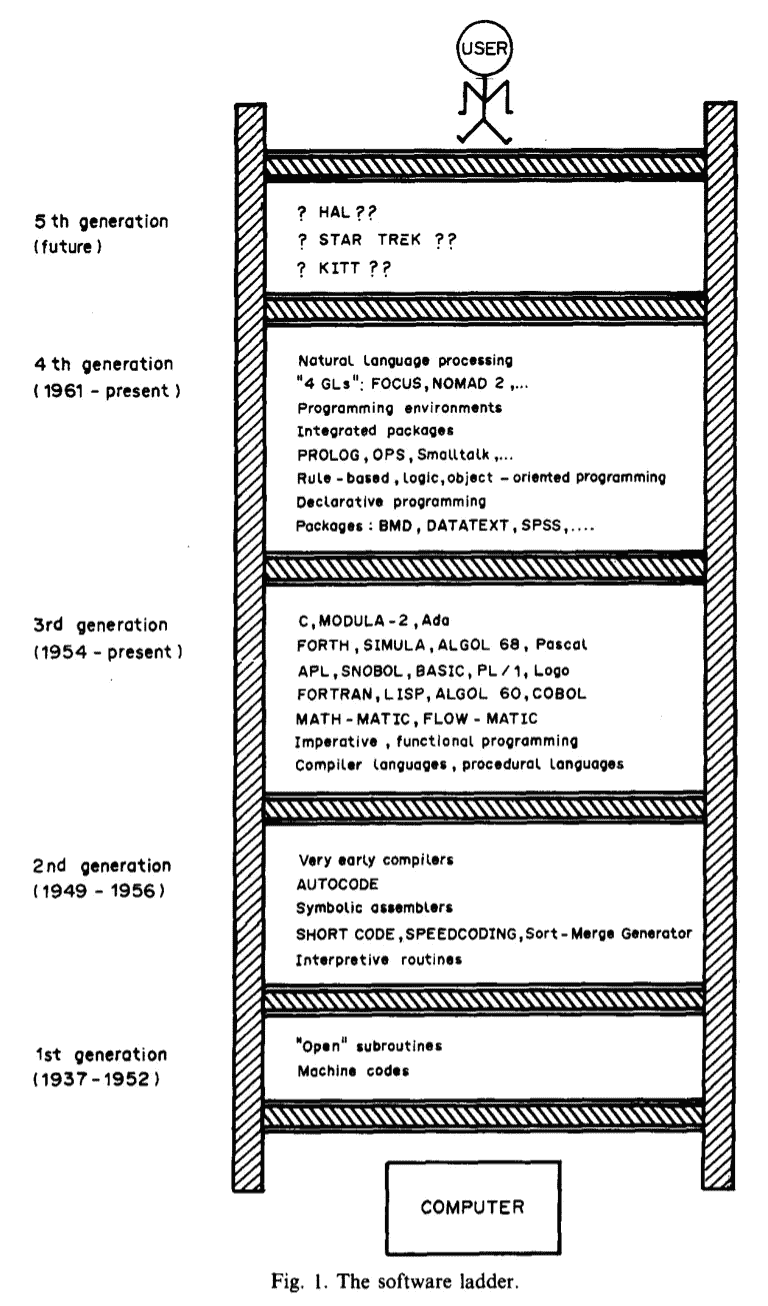 USER
5th generation
(future)
? HAL ??
? STAR TREK ??
? KITT ??
4th generation
(1961 - present)
Natural language processing
"4 GLs": FOCUS, NOMAD 2,...
Programming environments
Integrated packages
PROLOG, OPS, Smalltalk,...
Rule-based, logic, object-oriented programming
Declarative programming
Packages: BMD, DATATEXT, SPSS,....
3rd generation
(1954 - present)
C, MODULA-2, Ada
FORTH, SIMULA, ALGOL 68, Pascal
APL, SNOBOL, BASIC, PL/1, Logo
FORTRAN, LISP, ALGOL 60, COBOL
MATH-MATIC, FLOW-MATIC
Imperative, functional programming
Compiler languages, procedural languages
2nd generation
(1949 - 1956)
Very early compilers
AUTOCODE
Symbolic assemblers
SHORT CODE, SPEEDCODING, Sort-Merge Generator
Interpretive routines
1st generation
(1937-1952)
"Open" subroutines
Machine codes
COMPUTER
Fig. 1. The software ladder.